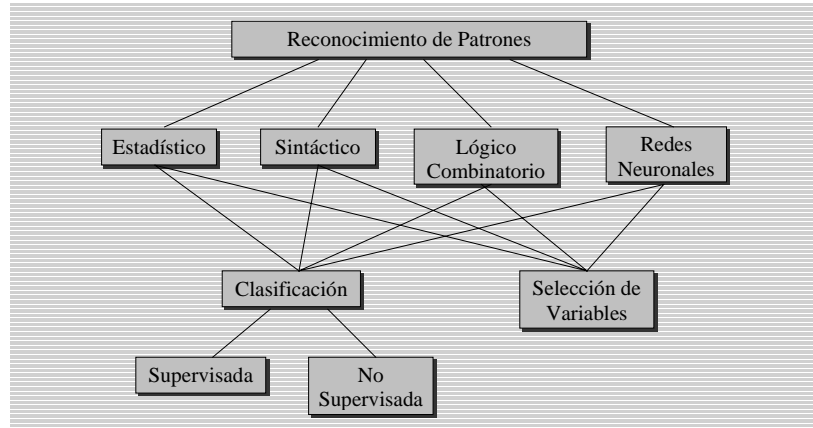 Reconocimiento de Patrones
Estadístico
Sintáctico
Lógico
Combinatorio
Redes
Neuronales
Clasificación
Selección de
Variables
Supervisada
No
Supervisada